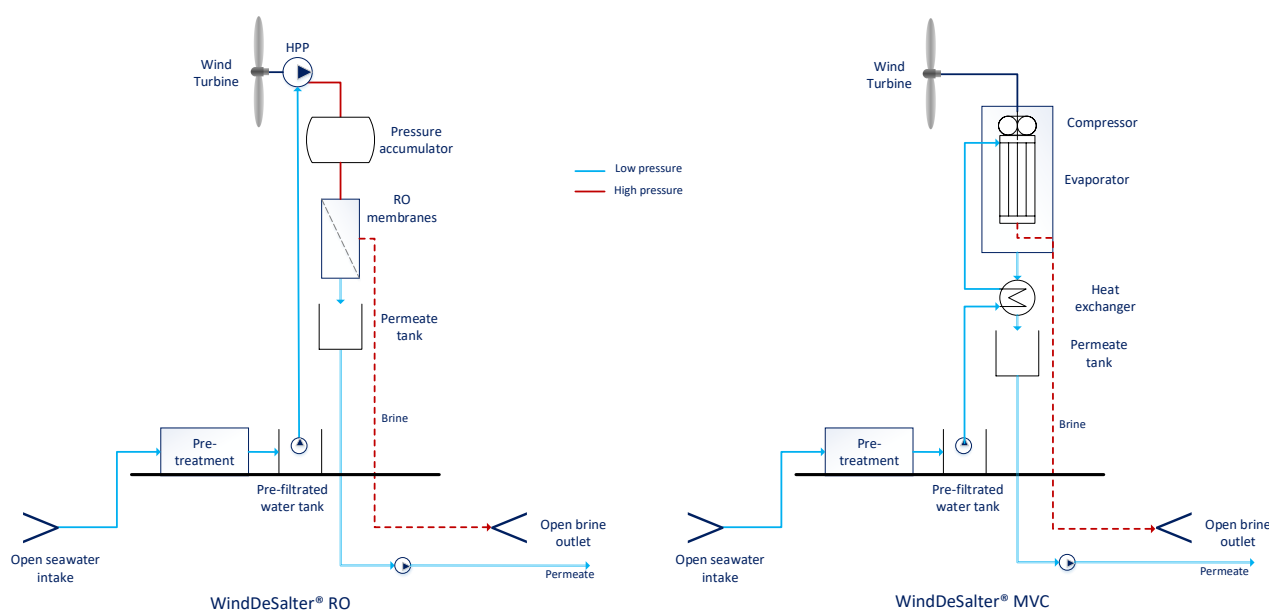 HPP
Wind
Turbine
Pressure
accumulator
RO
membranes
Permeate
tank
Brine
Pre-
treatment
Pre-filtrated
water tank
Open seawater
intake
Open brine
outlet
Permeate
WindDeSalter® RO
Low pressure
High pressure
Wind
Turbine
Compressor
Evaporator
Heat
exchanger
Permeate
tank
Brine
Pre-
treatment
Pre-filtrated
water tank
Open seawater
intake
Open brine
outlet
Permeate
WindDeSalter® MVC